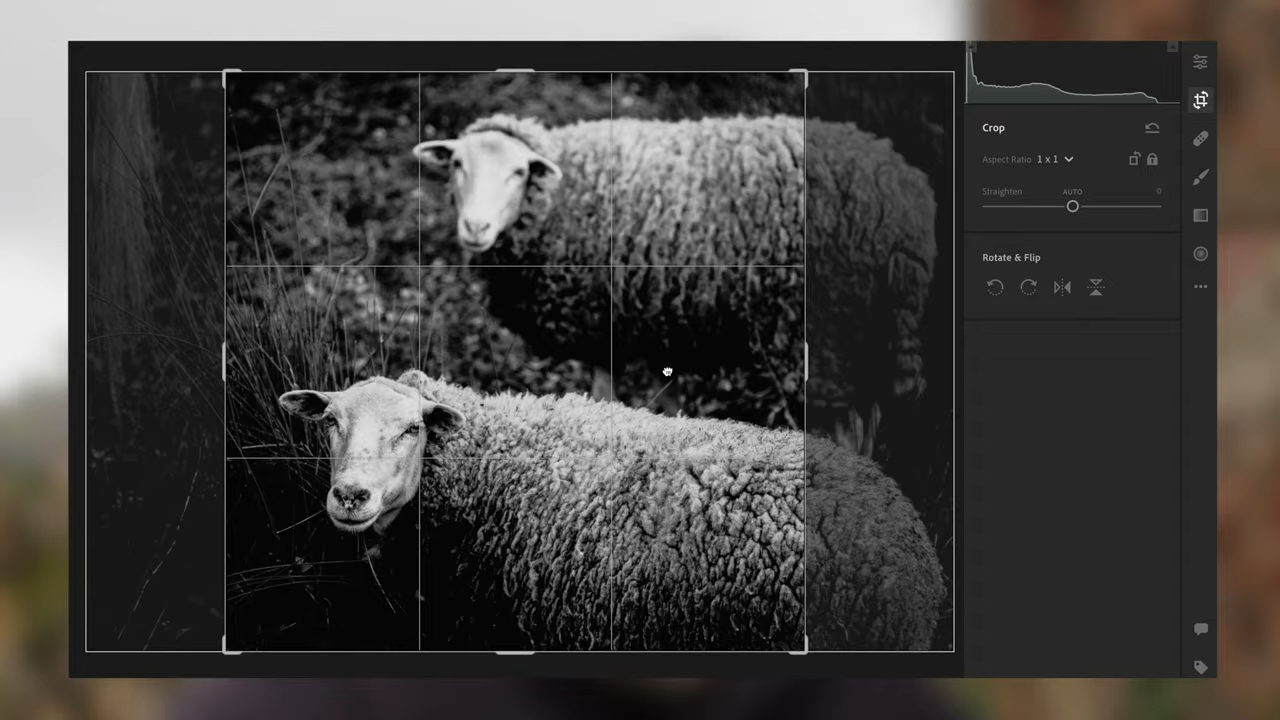 Crop
Aspect Ratio 1 x 1
Straighten AUTO 0
Rotate & Flip